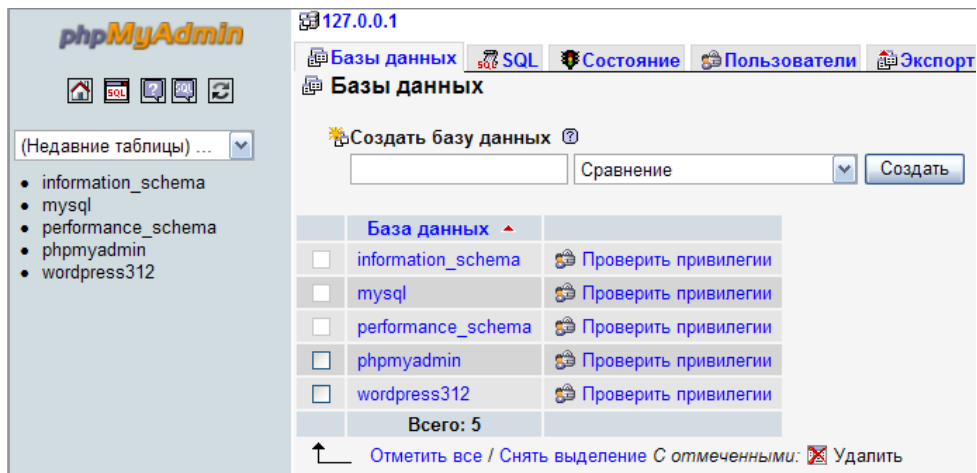 phpMyAdmin
SQL
SQL
(Недавние таблицы) ...
information_schema
mysql
performance_schema
phpmyadmin
wordpress312
127.0.0.1
Базы данных SQL Состояние Пользователи Экспорт
Базы данных
Создать базу данных
Сравнение Создать
База данных
information_schema Проверить привилегии
mysql Проверить привилегии
performance_schema Проверить привилегии
phpmyadmin Проверить привилегии
wordpress312 Проверить привилегии
Всего: 5
Отметить все / Снять выделение С отмеченными: Удалить